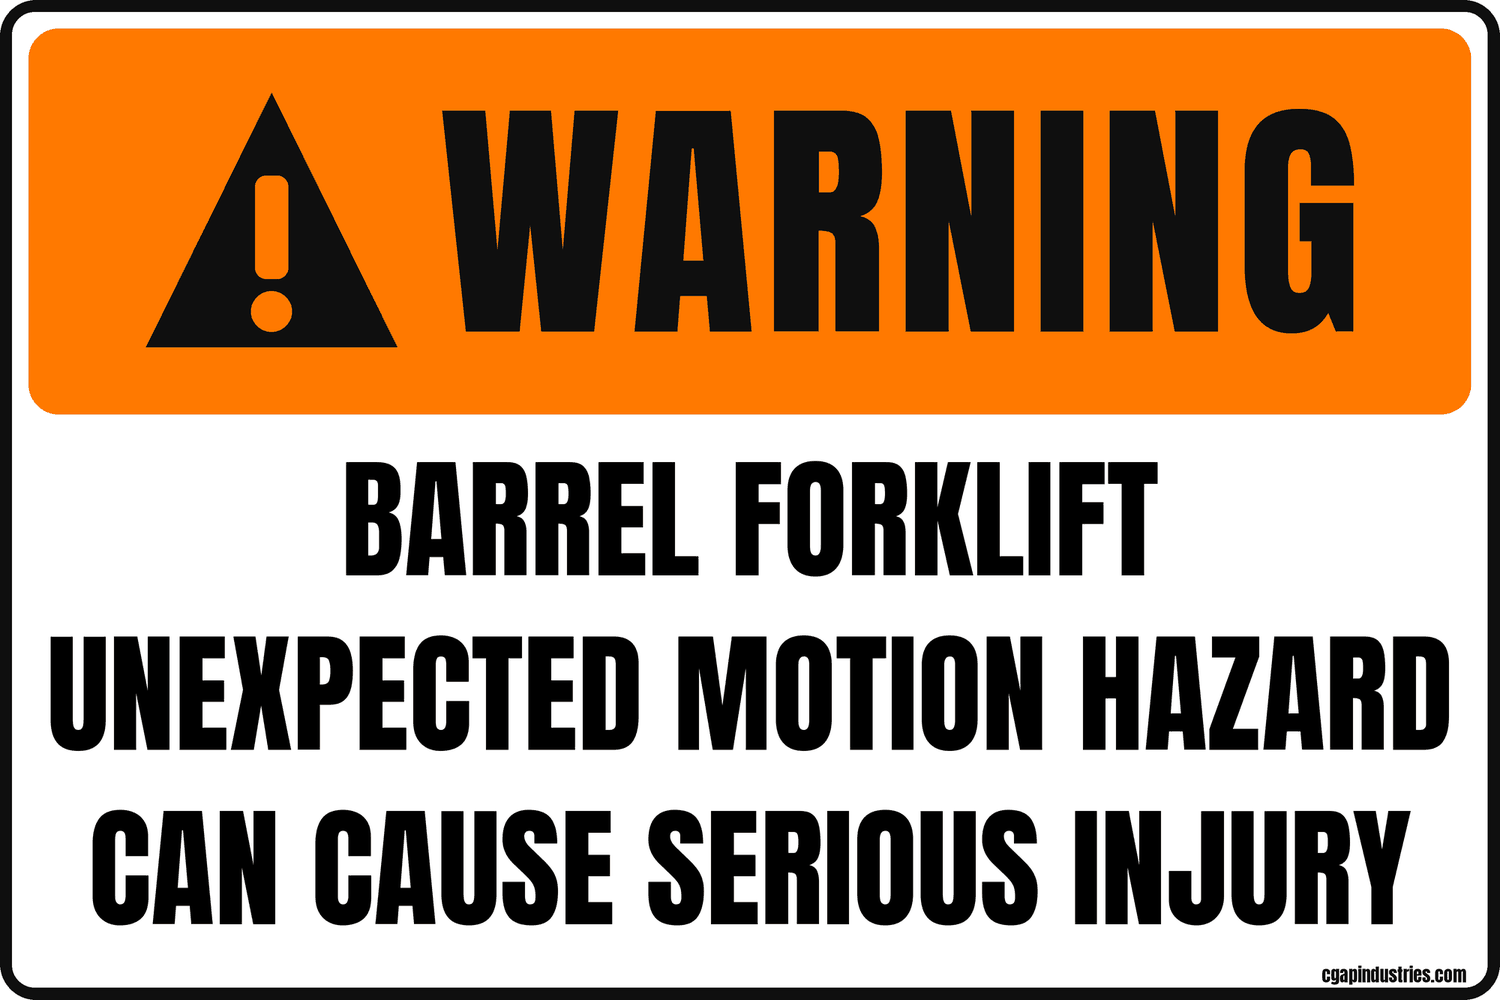 WARNING
BARREL FORKLIFT
UNEXPECTED MOTION HAZARD
CAN CAUSE SERIOUS INJURY
cgapindustries.com